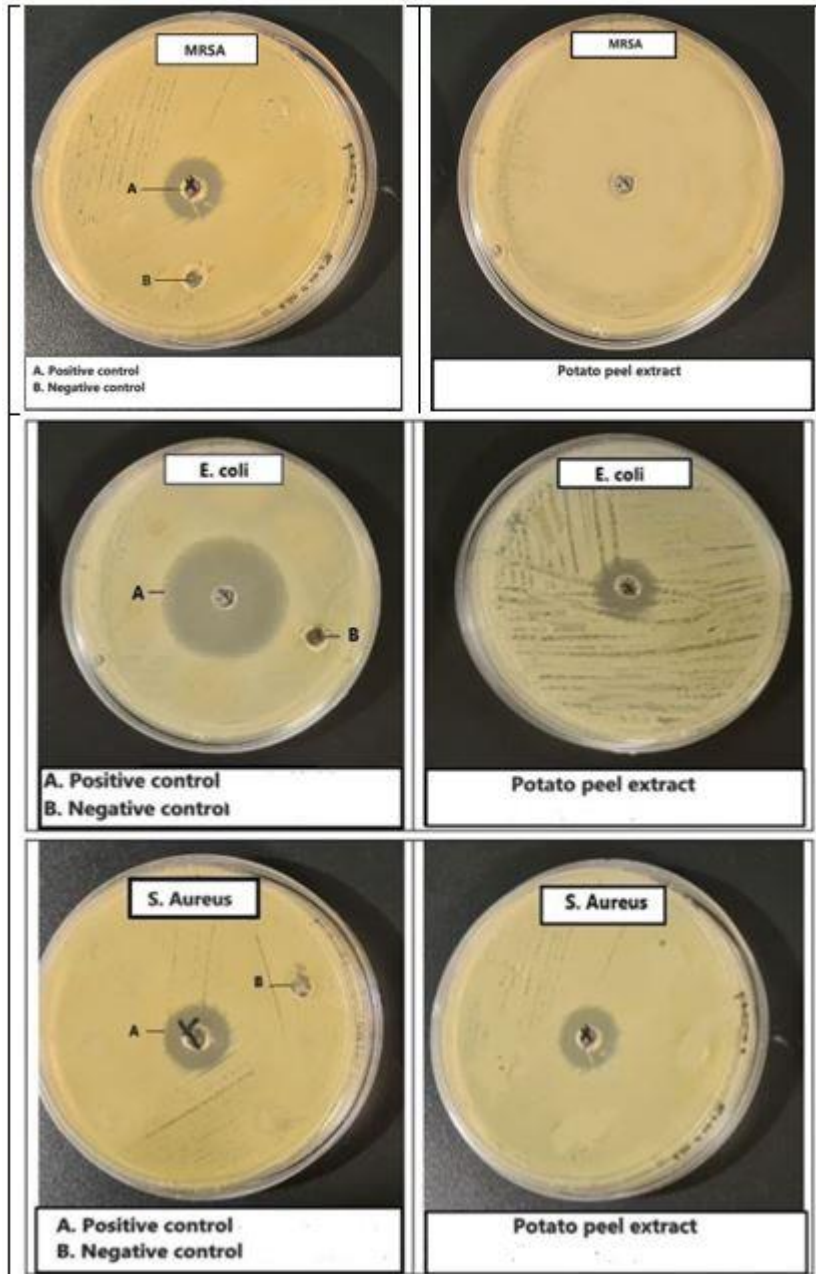 MRSA
MRSA
A
B
A. Positive control
B. Negative control
Potato peel extract
E. coli
E. coli
A
B
A. Positive control
B. Negative control
Potato peel extract
S. Aureus
S. Aureus
B
A
A. Positive control
B. Negative control
Potato peel extract